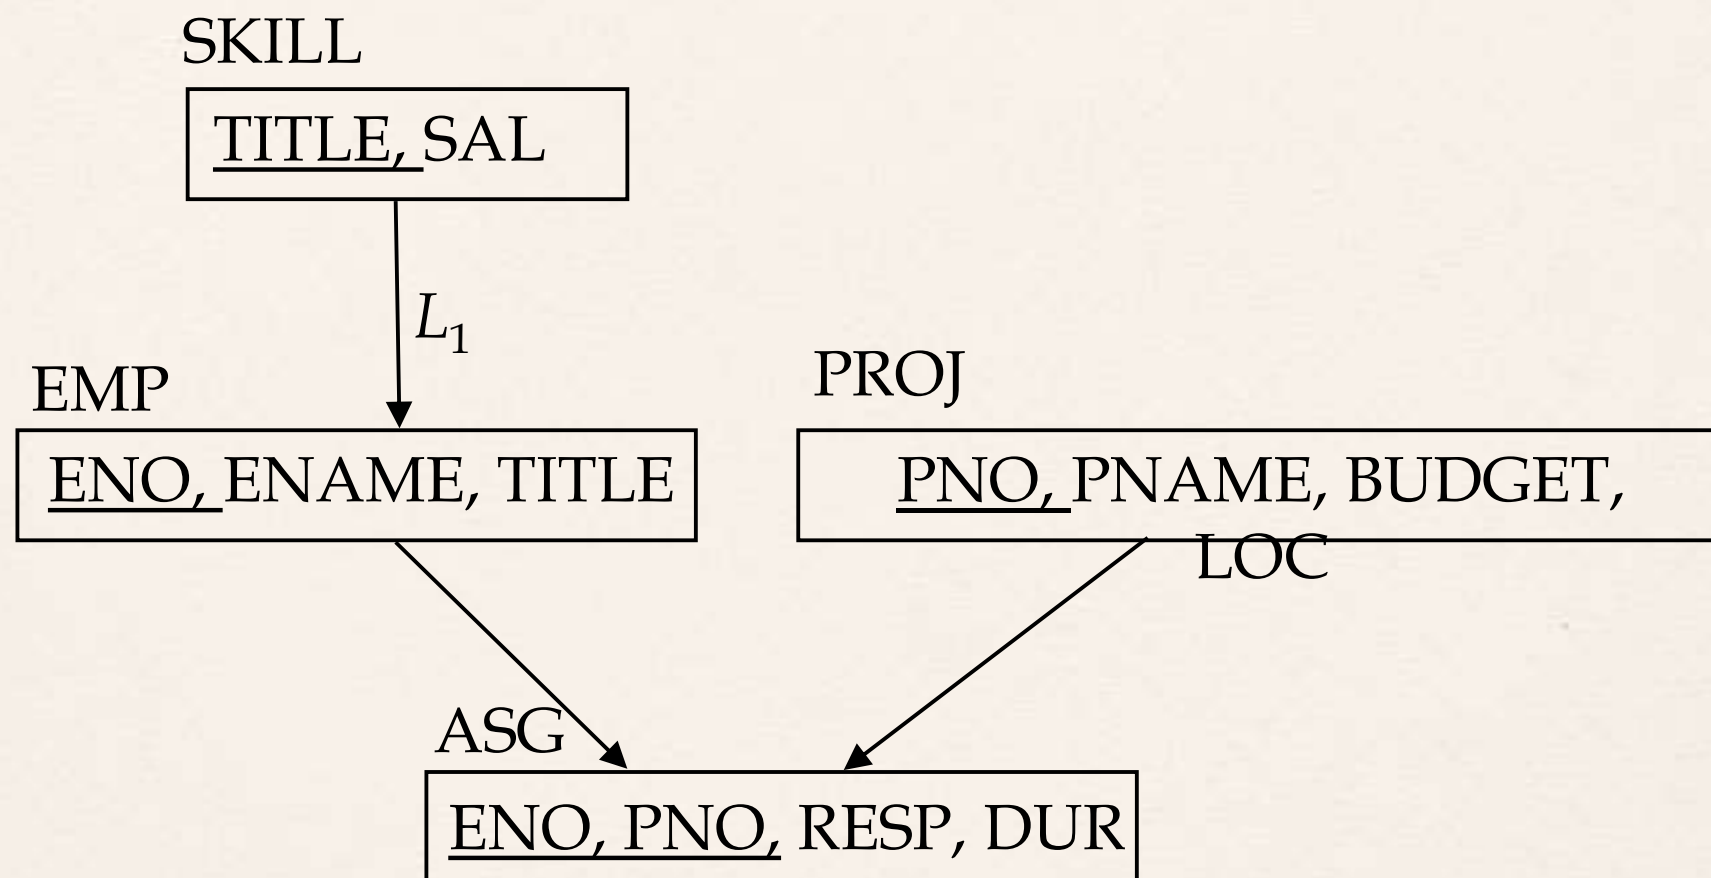 SKILL
TITLE, SAL
L₁
EMP
PROJ
ENO, ENAME, TITLE
PNO, PNAME, BUDGET,
LOC
ASG
ENO, PNO, RESP, DUR